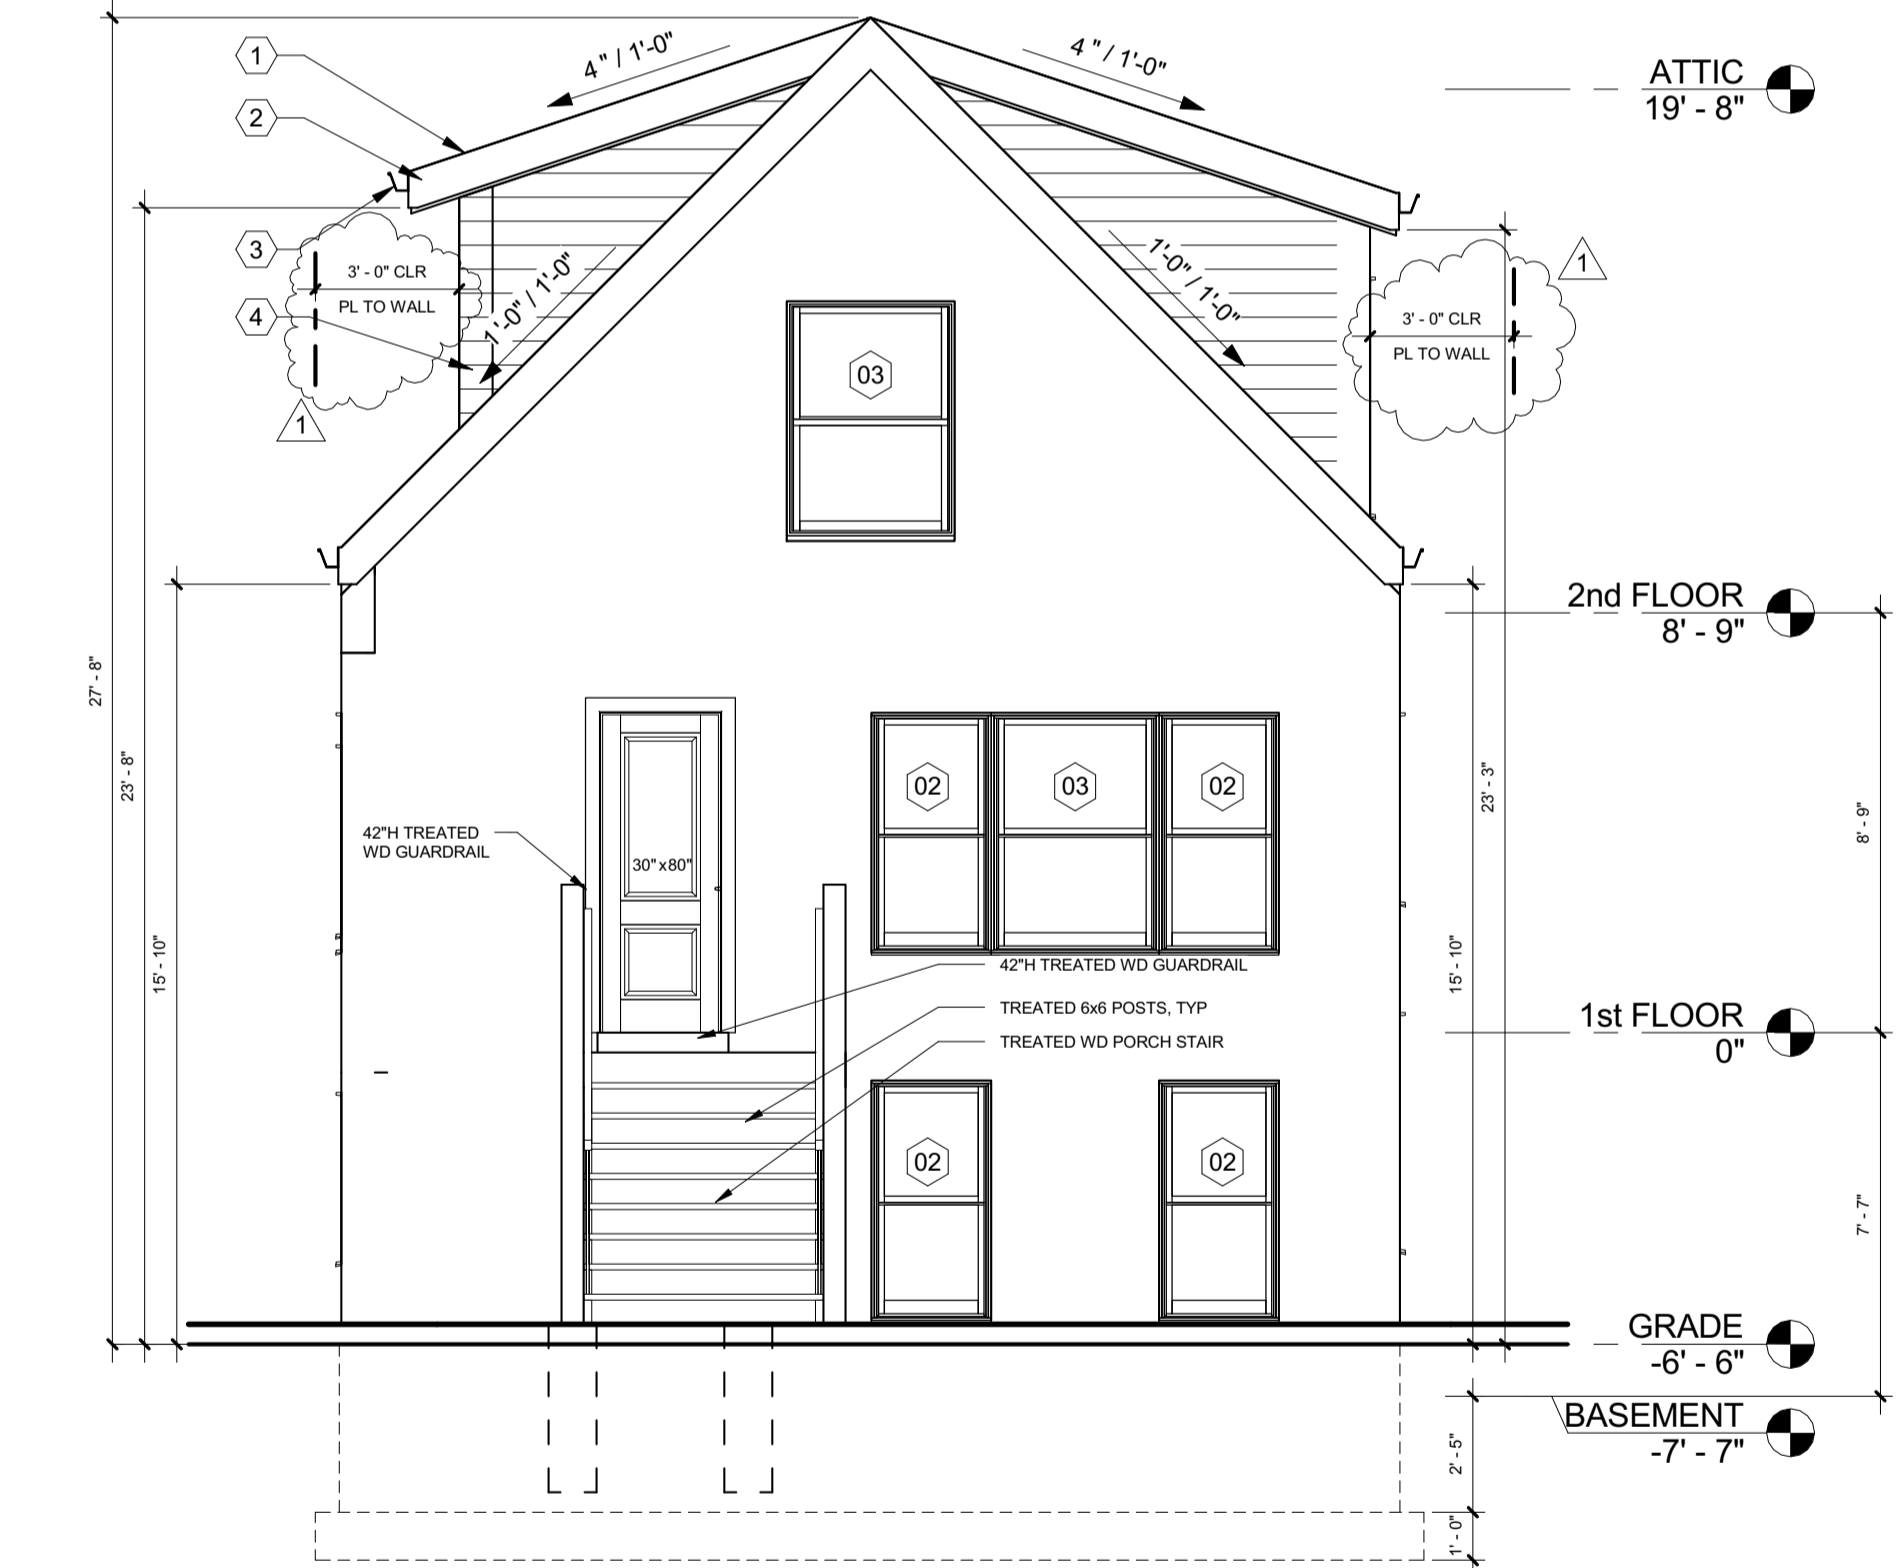 4 " / 1'-0"
4 " / 1'-0"
1
2
3
4
ATTIC
19' - 8"
3' - 0" CLR
PL TO WALL
1
1'-0" / 1'-0"
1'-0" / 1'-0"
3' - 0" CLR
PL TO WALL
1
03
2nd FLOOR
8' - 9"
27' - 8"
23' - 8"
15' - 10"
42"H TREATED
WD GUARDRAIL
30"x80"
02
03
02
23' - 3"
15' - 10"
8' - 9"
42"H TREATED WD GUARDRAIL
TREATED 6x6 POSTS, TYP
TREATED WD PORCH STAIR
1st FLOOR
0"
02
02
7' - 7"
GRADE
-6' - 6"
BASEMENT
-7' - 7"
2' - 5"
1' - 0"